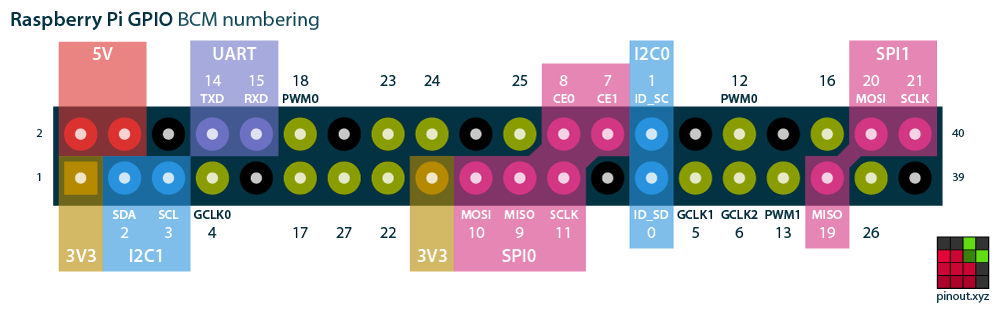 Raspberry Pi GPIO BCM numbering
5V UART I2C0 SPI1
14 15 18 23 24 25 8 7 1 12 16 20 21
TXD RXD PWM0 CE0 CE1 ID_SC PWM0 MOSI SCLK
2 40
1 39
SDA SCL GCLK0 MOSI MISO SCLK ID_SD GCLK1 GCLK2 PWM1 MISO
2 3 4 17 27 22 10 9 11 0 5 6 13 19 26
3V3 I2C1 3V3 SPI0
pinout.xyz